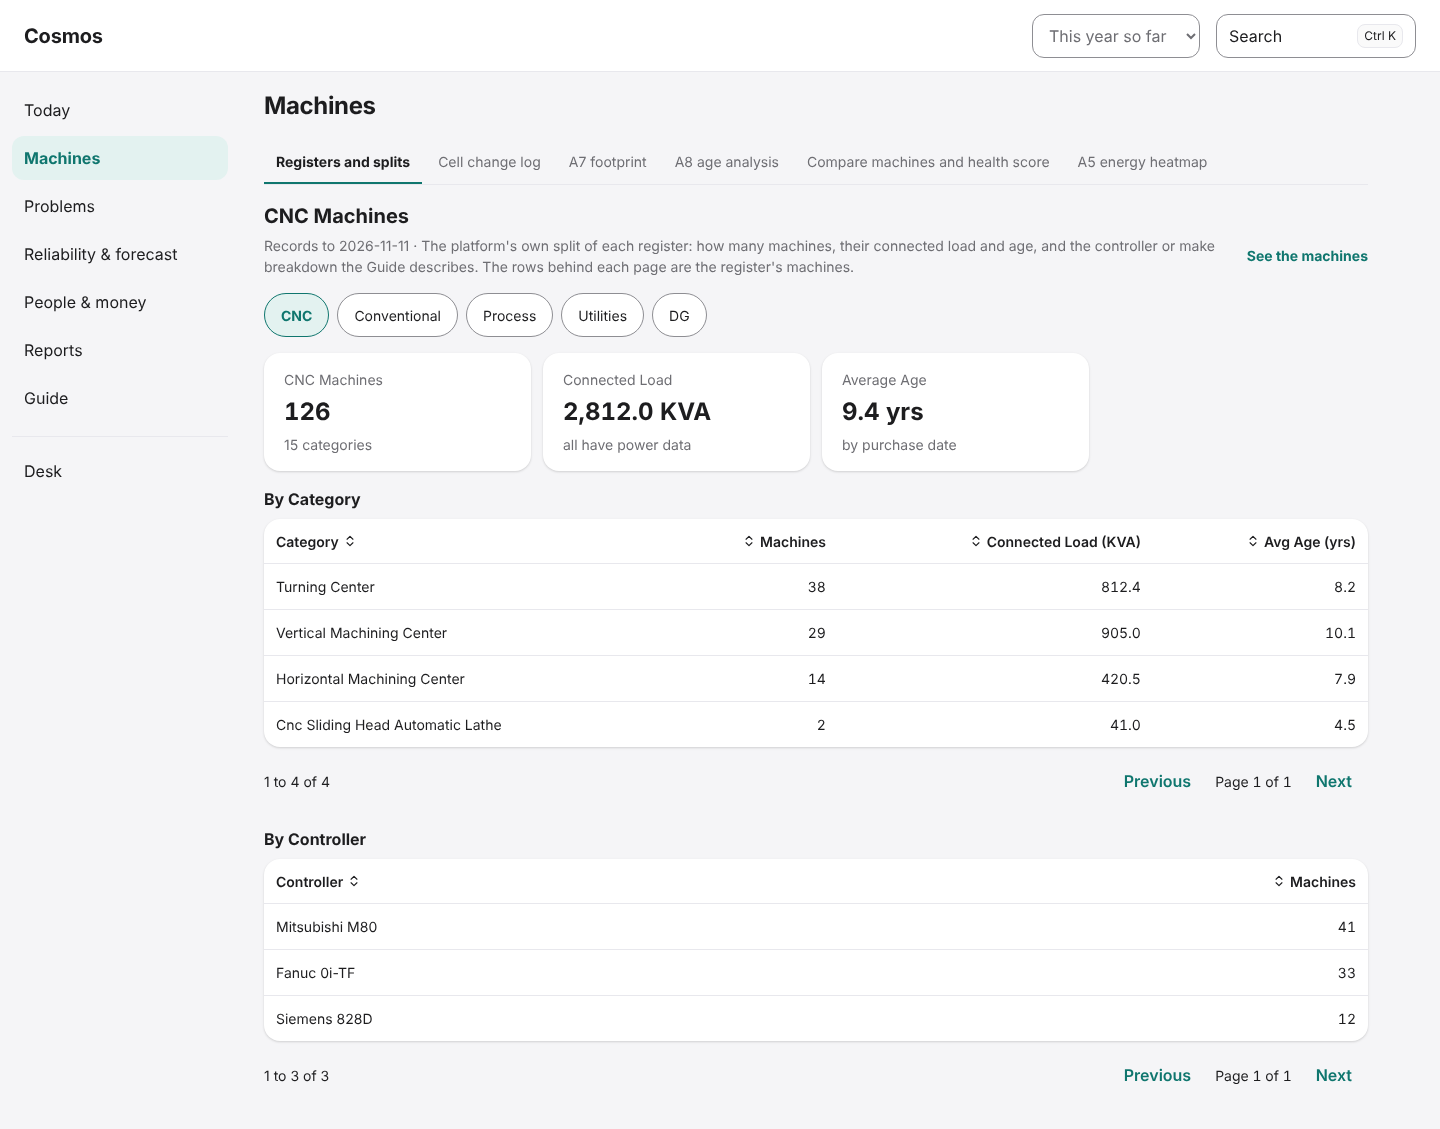 Cosmos
This year so far
Search
Ctrl K
Today
Machines
Problems
Reliability & forecast
People & money
Reports
Guide
Desk
Machines
Registers and splits
Cell change log
A7 footprint
A8 age analysis
Compare machines and health score
A5 energy heatmap
CNC Machines
Records to 2026-11-11 · The platform's own split of each register: how many machines, their connected load and age, and the controller or make
breakdown the Guide describes. The rows behind each page are the register's machines.
See the machines
CNC
Conventional
Process
Utilities
DG
CNC Machines
126
15 categories
Connected Load
2,812.0 KVA
all have power data
Average Age
9.4 yrs
by purchase date
By Category
Category Machines Connected Load (KVA) Avg Age (yrs)
Turning Center 38 812.4 8.2
Vertical Machining Center 29 905.0 10.1
Horizontal Machining Center 14 420.5 7.9
Cnc Sliding Head Automatic Lathe 2 41.0 4.5
1 to 4 of 4
Previous Page 1 of 1 Next
By Controller
Controller Machines
Mitsubishi M80 41
Fanuc 0i-TF 33
Siemens 828D 12
1 to 3 of 3
Previous Page 1 of 1 Next